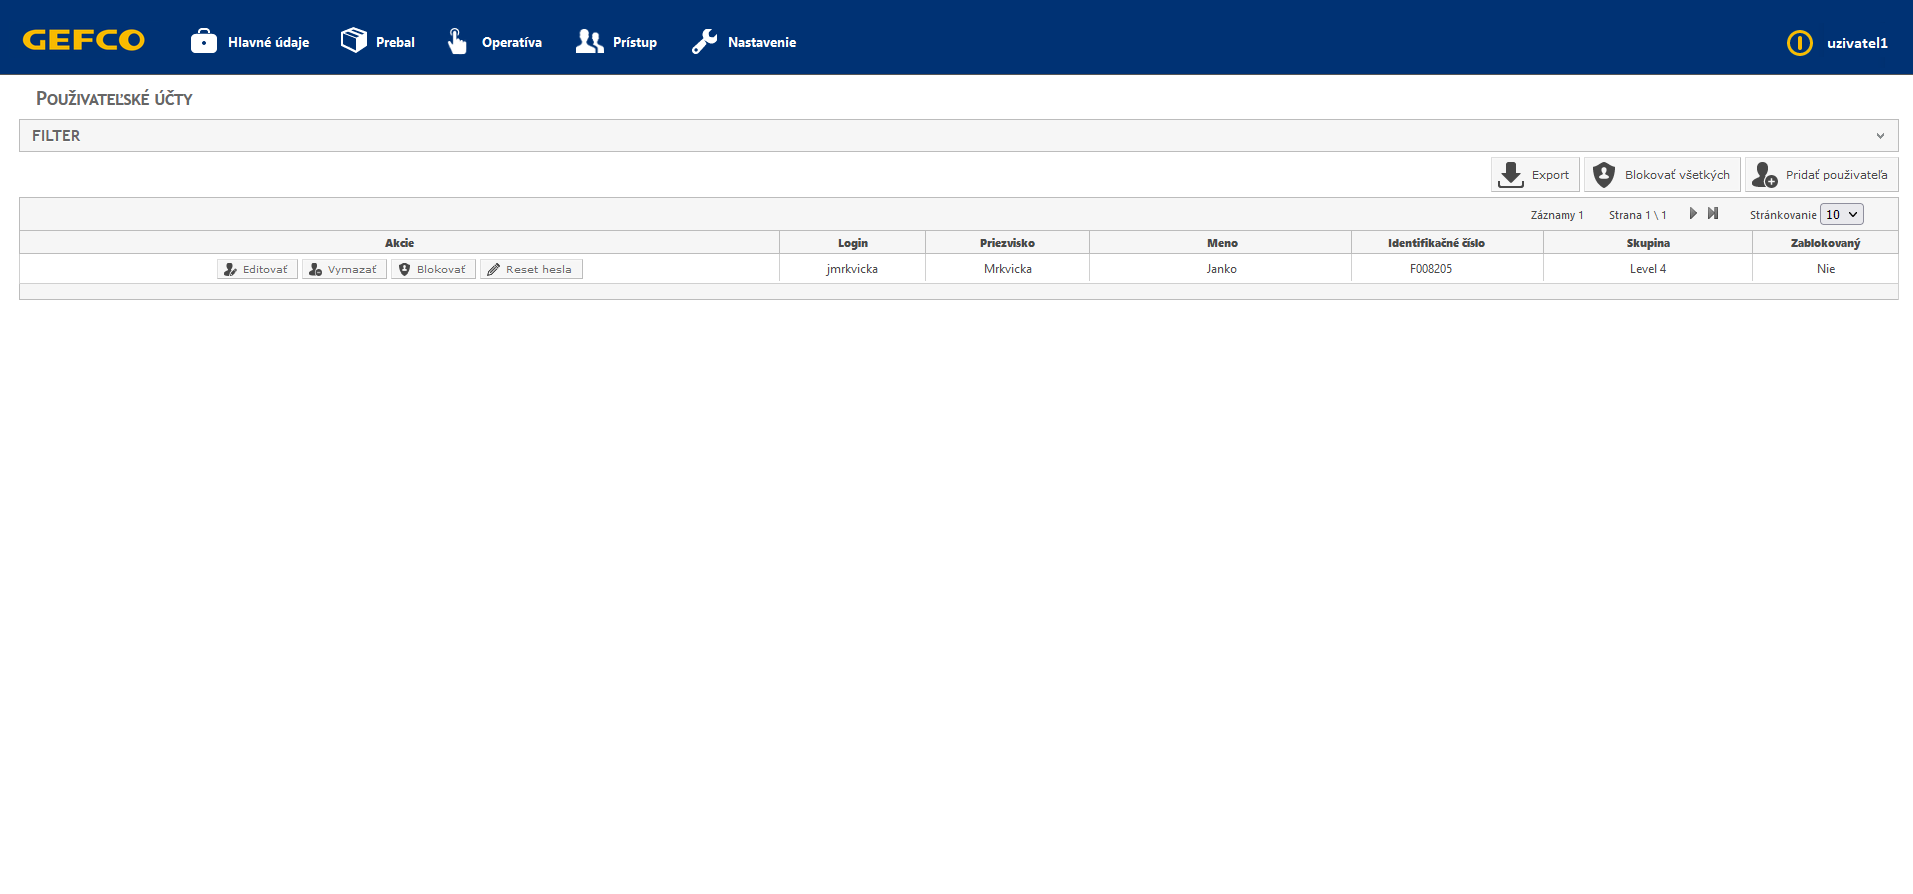 GEFCO Hlavné údaje Prebal Operatíva Prístup Nastavenie uzivatel1
Používateľské účty
FILTER
Export Blokovať všetkých Pridať používateľa
Záznamy 1 Strana 1 \ 1 Stránkovanie 10
Akcie Login Priezvisko Meno Identifikačné číslo Skupina Zablokovaný
Editovať Vymazať Blokovať Reset hesla jmrkvicka Mrkvicka Janko F008205 Level 4 Nie